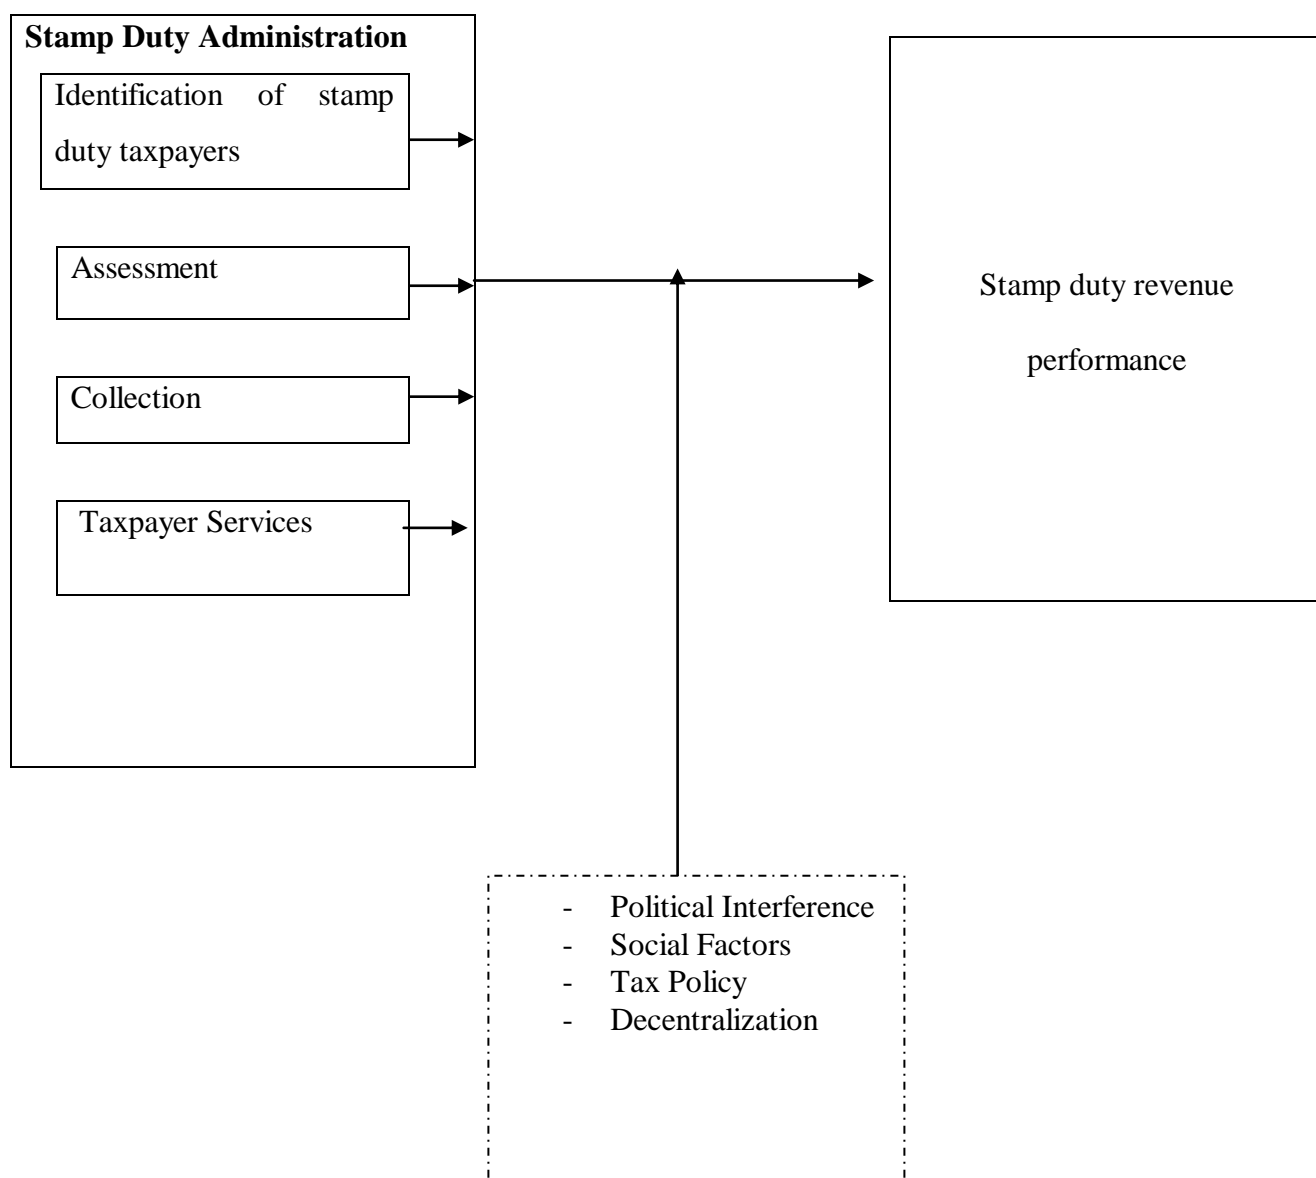 Stamp Duty Administration
Identification of stamp
duty taxpayers
Assessment
Collection
Taxpayer Services
Stamp duty revenue
performance
- Political Interference
- Social Factors
- Tax Policy
- Decentralization